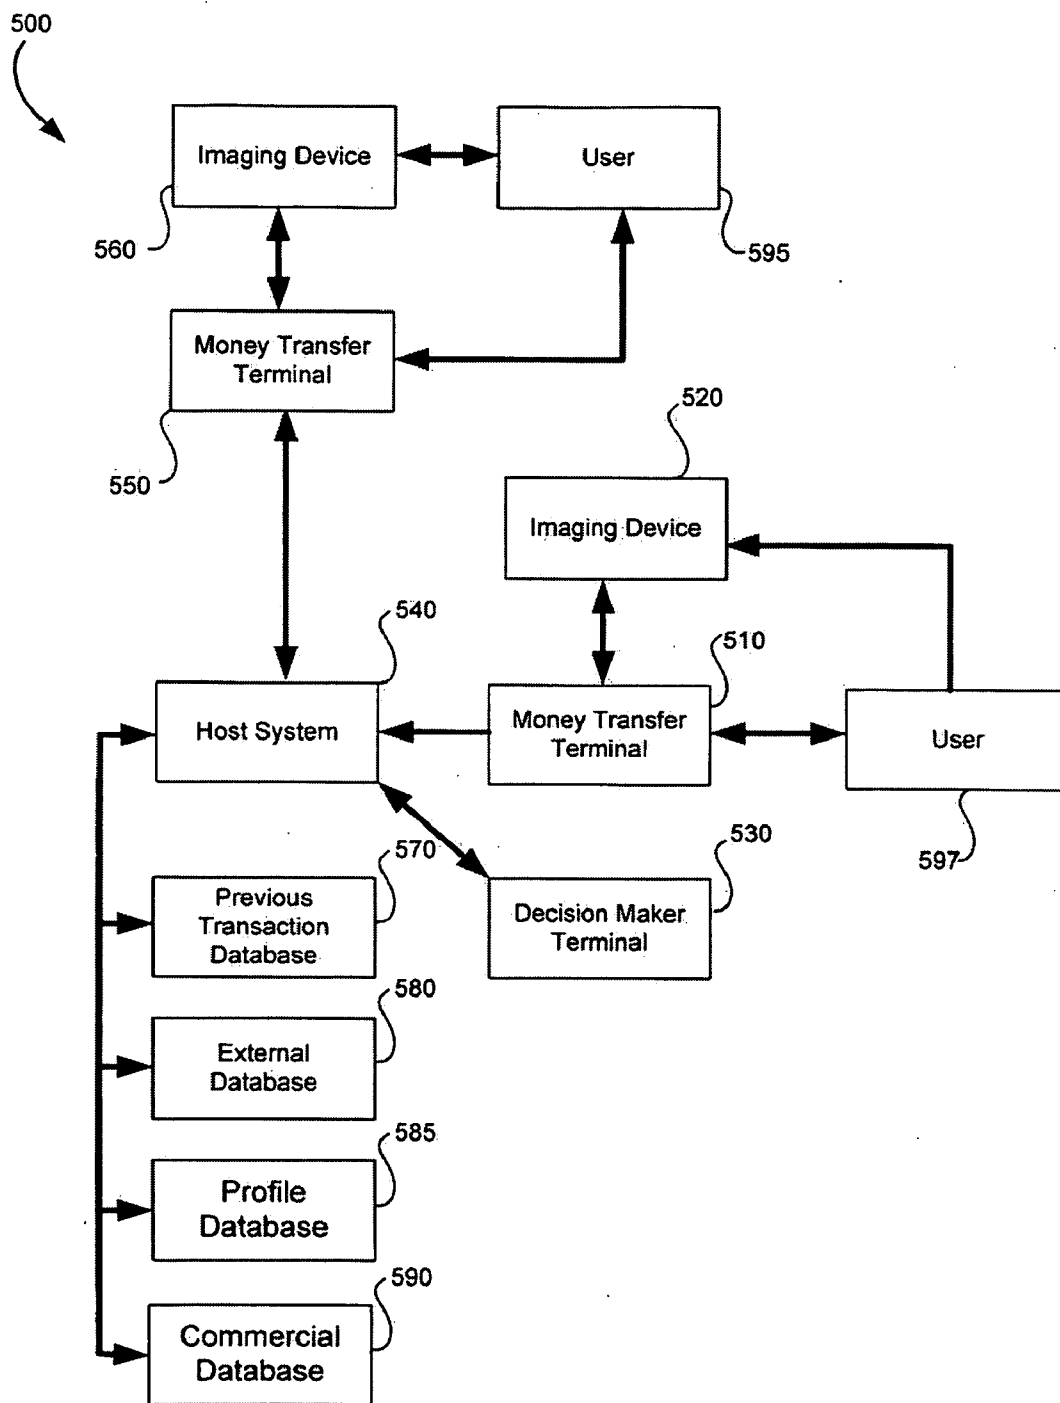 500
Imaging Device
User
560
595
Money Transfer
Terminal
550
520
Imaging Device
540
510
Host System
Money Transfer
Terminal
User
597
570
530
Previous
Transaction
Database
Decision Maker
Terminal
580
External
Database
585
Profile
Database
590
Commercial
Database